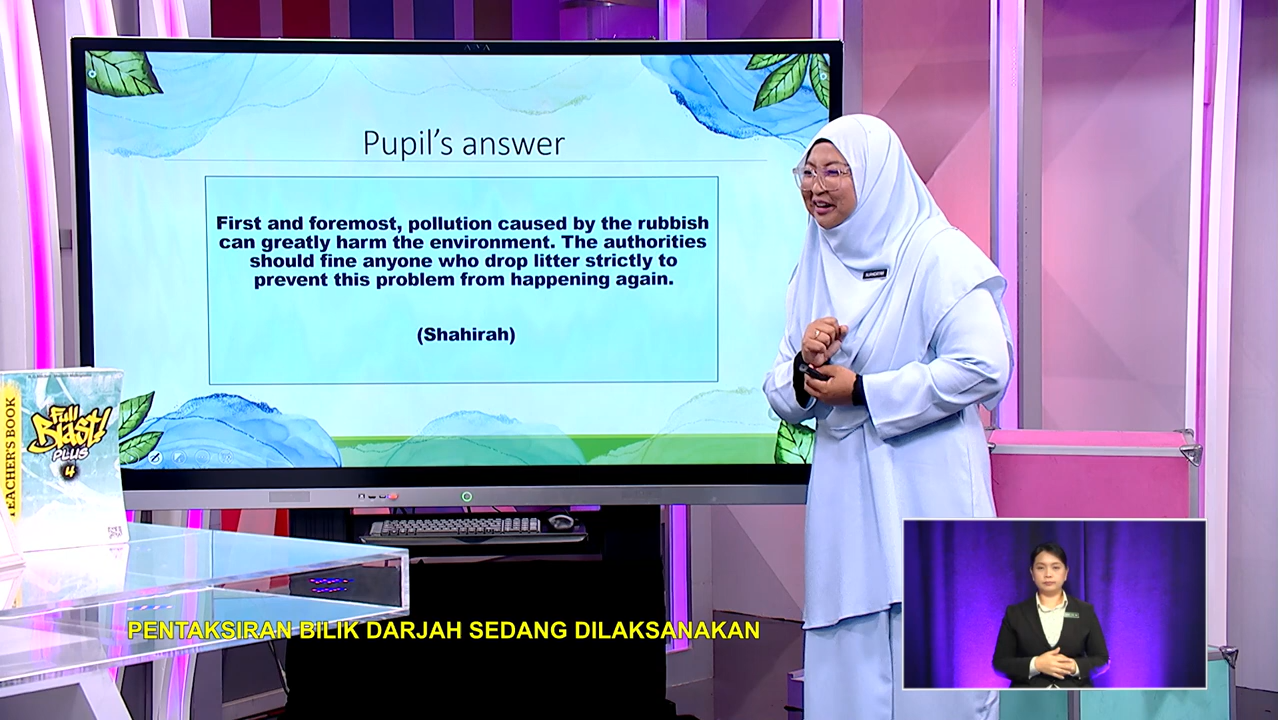 Pupil's answer
First and foremost, pollution caused by the rubbish
can greatly harm the environment. The authorities
should fine anyone who drop litter strictly to
prevent this problem from happening again.
(Shahirah)
TEACHER'S BOOK
Full
Blast!
PLUS
4
PENTAKSIRAN BILIK DARJAH SEDANG DILAKSANAKAN